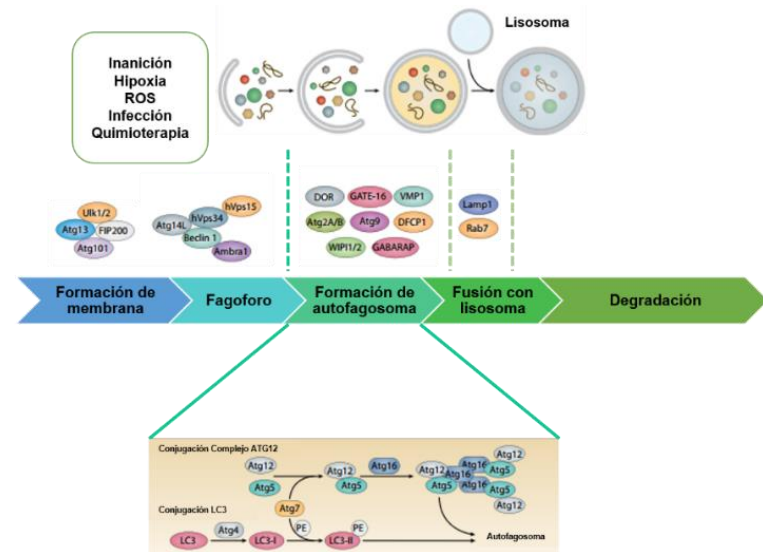 Inanición
Hipoxia
ROS
Infección
Quimioterapia
Lisosoma
Ulk1/2
Atg13
FIP200
Atg101
hVps15
hVps34
Atg14L
Beclin 1
Ambra1
DOR
GATE-16
VMP1
Atg2A/B
Atg9
DFCP1
WIPI1/2
GABARAP
Lamp1
Rab7
Formación de
membrana
Fagoforo
Formación de
autofagosoma
Fusión con
lisosoma
Degradación
Conjugación Complejo ATG12
Atg12
Atg5
Atg7
Atg12
Atg5
Atg16
Atg12
Atg5
Atg16
Atg16
Atg16
Atg12
Atg5
Atg5
Atg12
Conjugación LC3
LC3
Atg4
LC3-I
PE
PE
LC3-II
Autofagosoma